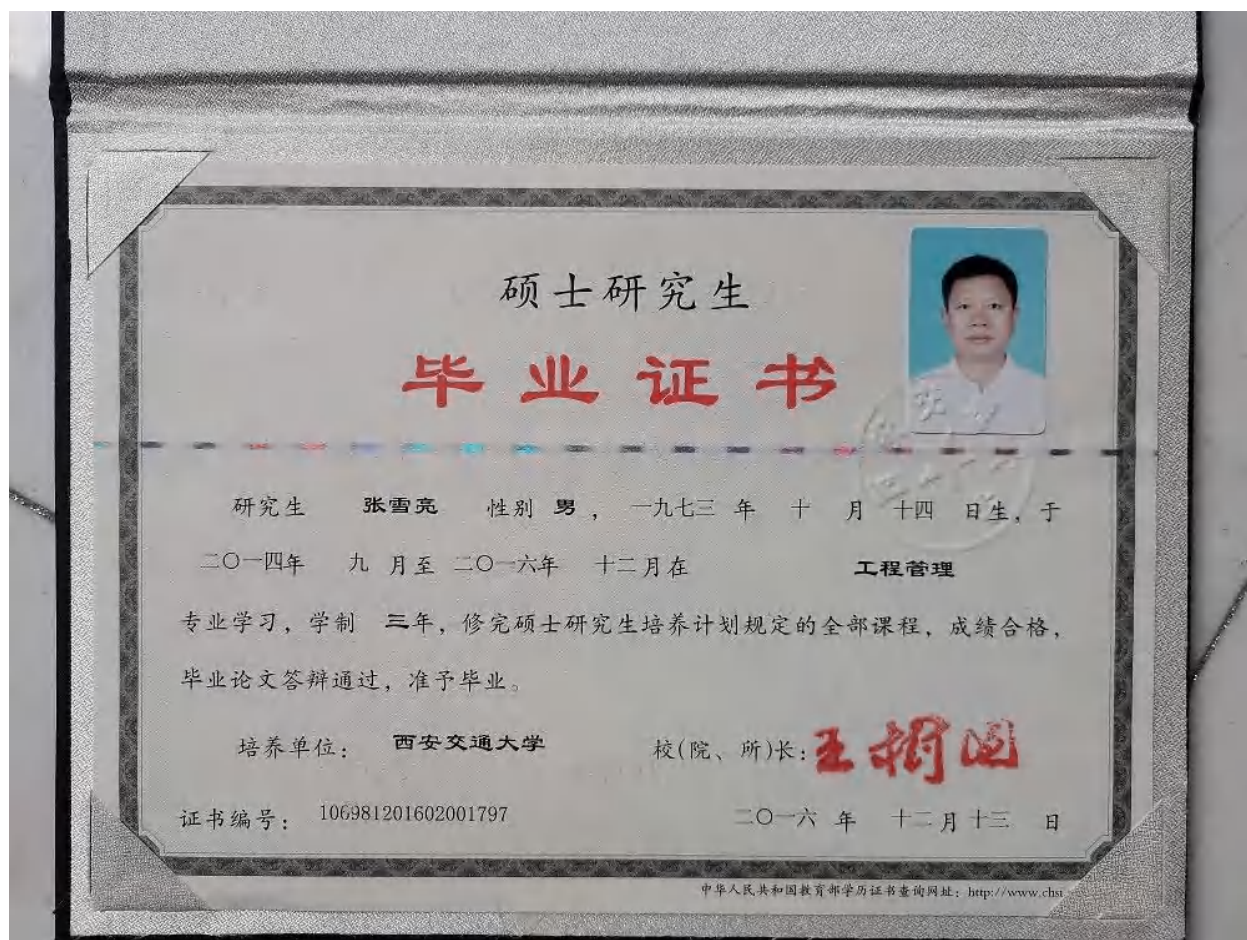 硕士研究生
毕业证书
研究生 张雪亮 性别 男 ， 一九七三 年 十 月 十四 日生，于
二〇一四年 九 月至 二〇一六年 十二月在 工程管理
专业学习，学制 三年，修完硕士研究生培养计划规定的全部课程，成绩合格，
毕业论文答辩通过，准予毕业。
培养单位： 西安交通大学 校(院、所)长：王树国
证书编号： 106981201602001797 二〇一六 年 十二月 十三 日
中华人民共和国教育部学历证书查询网址：http://www.chsi